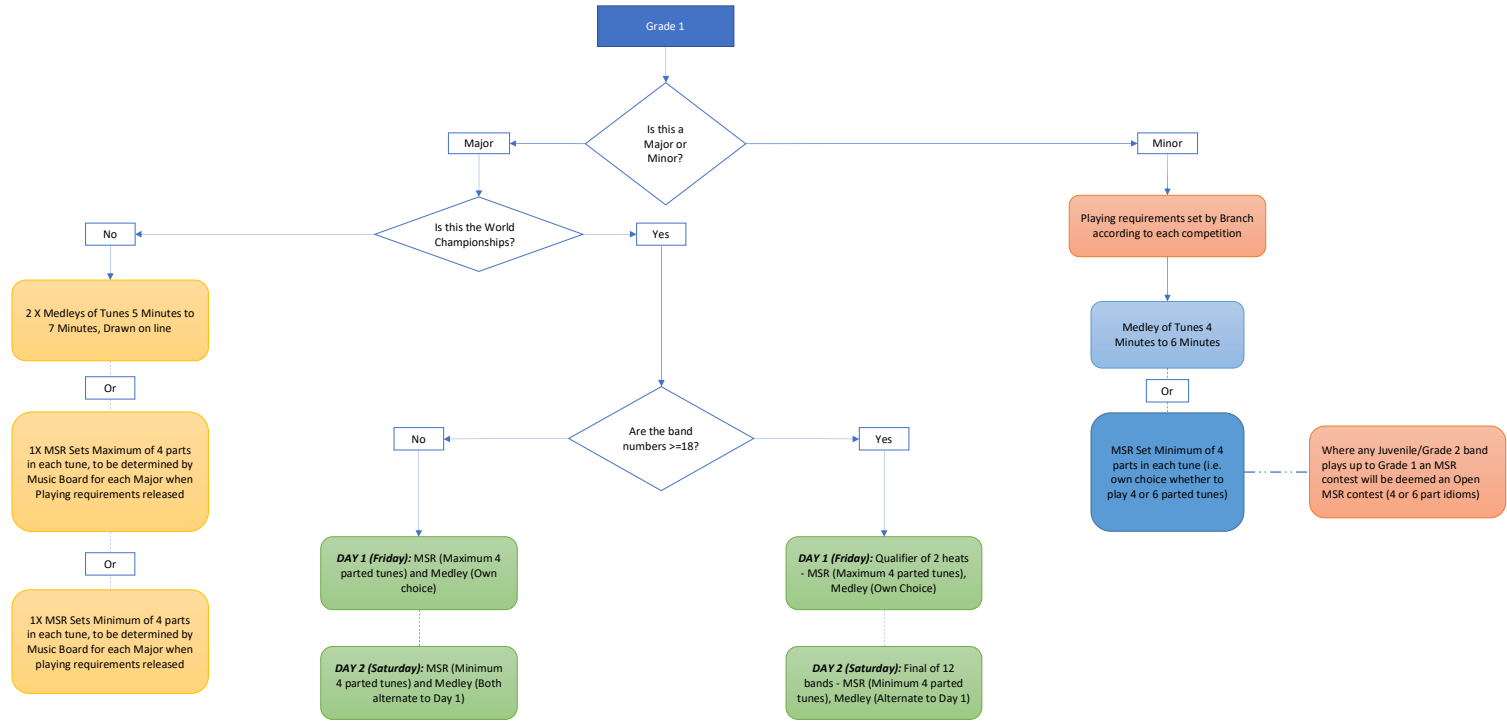 Grade 1
Is this a
Major or
Minor?
Major
Minor
Is this the World
Championships?
No
Yes
Playing requirements set by Branch
according to each competition
2 X Medleys of Tunes 5 Minutes to
7 Minutes, Drawn on line
Medley of Tunes 4
Minutes to 6 Minutes
Or
Or
1X MSR Sets Maximum of 4 parts
in each tune, to be determined by
Music Board for each Major when
Playing requirements released
Are the band
numbers >=18?
No
Yes
MSR Set Minimum of 4
parts in each tune (i.e.
own choice whether to
play 4 or 6 parted tunes)
Where any Juvenile/Grade 2 band
plays up to Grade 1 an MSR
contest will be deemed an Open
MSR contest (4 or 6 part idioms)
Or
1X MSR Sets Minimum of 4 parts
in each tune, to be determined by
Music Board for each Major when
playing requirements released
DAY 1 (Friday): MSR (Maximum 4
parted tunes) and Medley (Own
choice)
DAY 1 (Friday): Qualifier of 2 heats
- MSR (Maximum 4 parted tunes),
Medley (Own Choice)
DAY 2 (Saturday): MSR (Minimum
4 parted tunes) and Medley (Both
alternate to Day 1)
DAY 2 (Saturday): Final of 12
bands - MSR (Minimum 4 parted
tunes), Medley (Alternate to Day 1)